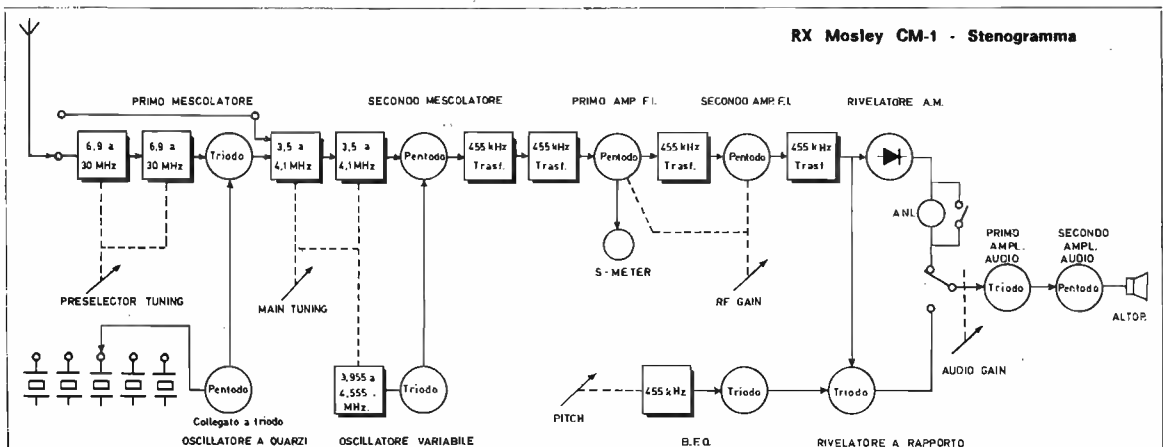 RX Mosley CM-1 - Stenogramma
PRIMO MESCOLATORE
SECONDO MESCOLATORE
PRIMO AMP F.I.
SECONDO AMP. F.I.
RIVELATORE A.M.
6,9 a
30 MHz
6,9 a
30 MHz
Triodo
3,5 a
4,1 MHz
3,5 a
4,1 MHz
Pentodo
455 kHz
Trasf.
455 kHz
Trasf.
Pentodo
455 kHz
Trasf.
Pentodo
455 kHz
Trasf
ANL
PRIMO
AMPL.
AUDIO
SECONDO
AMPL.
AUDIO
S-METER
Triodo
Pentodo
PRESELECTOR TUNING
MAIN TUNING
RF GAIN
ALTOP.
AUDIO GAIN
Pentodo
3,955 a
4,555
MHz.
Triodo
PITCH
455 kHz
Triodo
Triodo
Collegato a triodo
OSCILLATORE A QUARZI
OSCILLATORE VARIABILE
B.F.O.
RIVELATORE A RAPPORTO